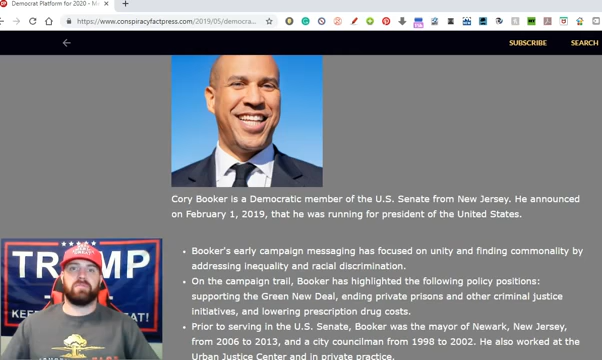 Democrat Platform for 2020 - M
https://www.conspiracyfactpress.com/2019/05/democra...
SUBSCRIBE
SEARCH
Cory Booker is a Democratic member of the U.S. Senate from New Jersey. He announced
on February 1, 2019, that he was running for president of the United States.
• Booker's early campaign messaging has focused on unity and finding commonality by
addressing inequality and racial discrimination.
• On the campaign trail, Booker has highlighted the following policy positions:
supporting the Green New Deal, ending private prisons and other criminal justice
initiatives, and lowering prescription drug costs.
• Prior to serving in the U.S. Senate, Booker was the mayor of Newark, New Jersey,
from 2006 to 2013, and a city councilman from 1998 to 2002. He also worked at the
Urban Justice Center and in private practice.
TRUMP
KEE
EAT!